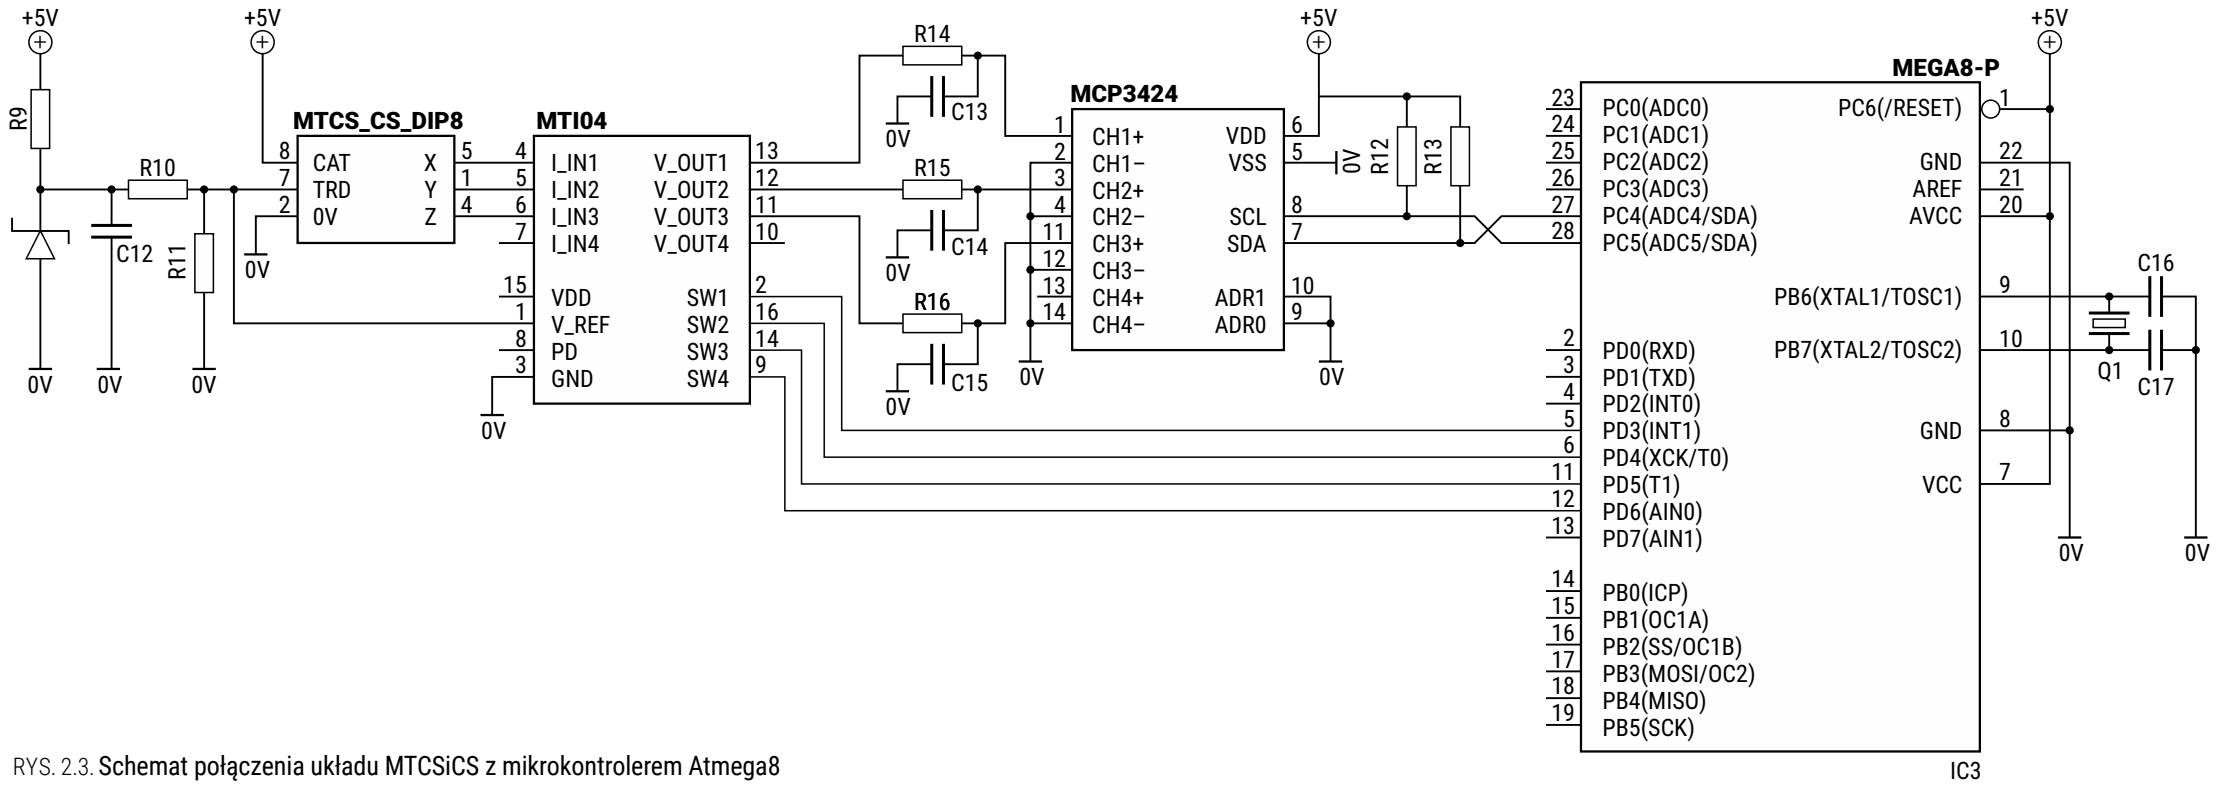 +5V
R9
R10
C12
R11
0V
0V
0V
+5V
MTCS_CS_DIP8
8 CAT X 5
7 TRD Y 1
2 0V Z 4
0V
MTI04
4 I_IN1 V_OUT1 13
5 I_IN2 V_OUT2 12
6 I_IN3 V_OUT3 11
7 I_IN4 V_OUT4 10
15 VDD SW1 2
1 V_REF SW2 16
8 PD SW3 14
3 GND SW4 9
0V
R14
C13
0V
R15
C14
0V
R16
C15
0V
MCP3424
1 CH1+ VDD 6
2 CH1− VSS 5
3 CH2+
4 CH2− SCL 8
11 CH3+ SDA 7
12 CH3−
13 CH4+ ADR1 10
14 CH4− ADR0 9
0V
0V
0V
+5V
R12
R13
+5V
MEGA8-P
23 PC0(ADC0) PC6(/RESET) 1
24 PC1(ADC1)
25 PC2(ADC2) GND 22
26 PC3(ADC3) AREF 21
27 PC4(ADC4/SDA) AVCC 20
28 PC5(ADC5/SDA)
PB6(XTAL1/TOSC1) 9
2 PD0(RXD) PB7(XTAL2/TOSC2) 10
3 PD1(TXD)
4 PD2(INT0)
5 PD3(INT1) GND 8
6 PD4(XCK/T0)
11 PD5(T1) VCC 7
12 PD6(AIN0)
13 PD7(AIN1)
14 PB0(ICP)
15 PB1(OC1A)
16 PB2(SS/OC1B)
17 PB3(MOSI/OC2)
18 PB4(MISO)
19 PB5(SCK)
IC3
C16
Q1
C17
0V
0V
RYS. 2.3. Schemat połączenia układu MTCSiCS z mikrokontrolerem Atmega8